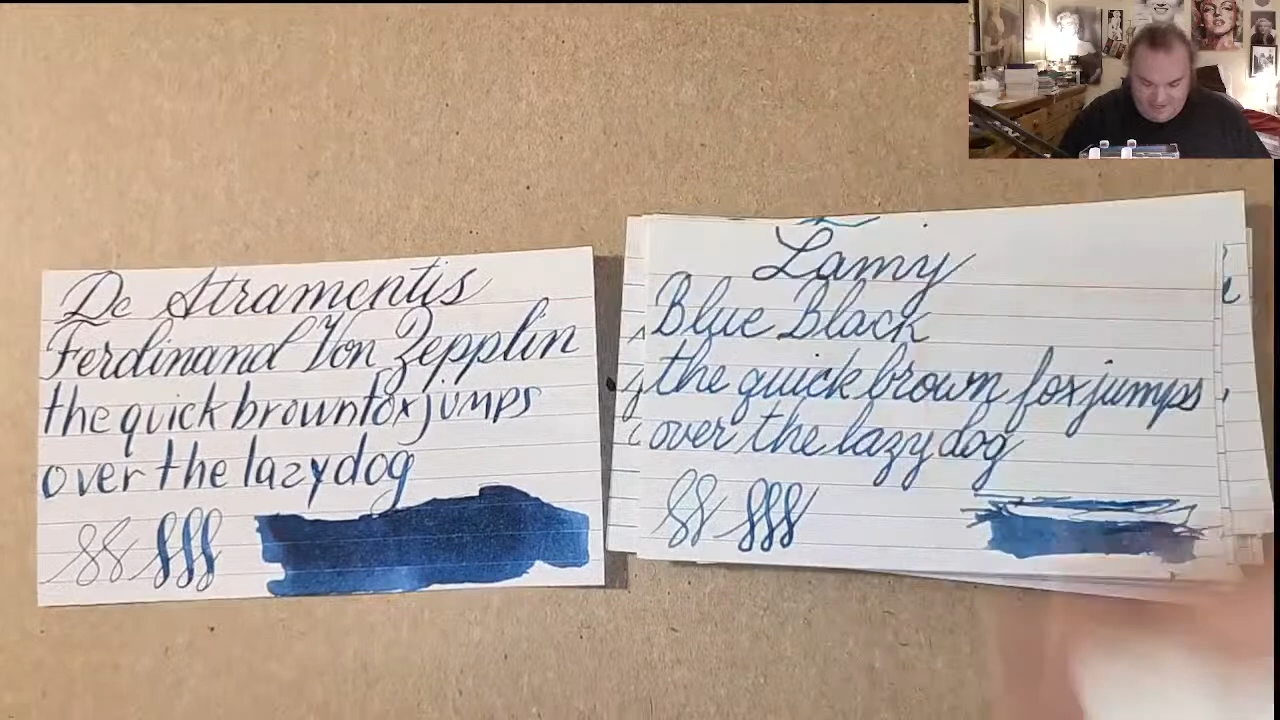 De Atramentis
Ferdinand Von Zepplin
the quick brown fox jumps
over the lazy dog
Lamy
Blue Black
the quick brown fox jumps
over the lazy dog